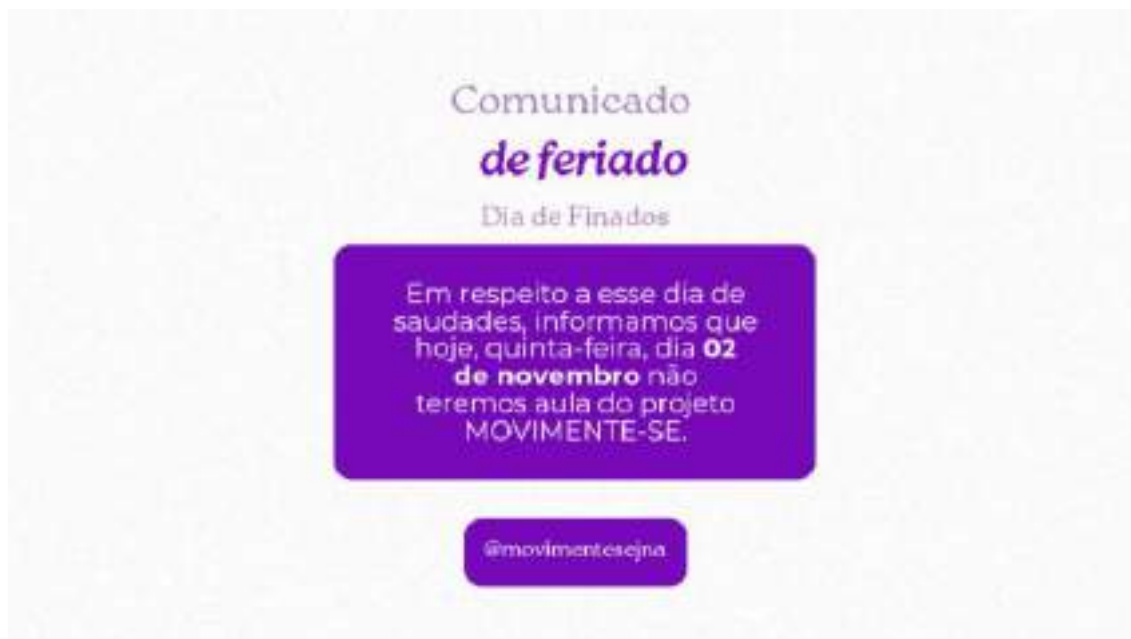 Comunicado
de feriado
Dia de Finados
Em respeito a esse dia de
saudades, informamos que
hoje, quinta-feira, dia 02
de novembro não
teremos aula do projeto
MOVIMENTE-SE.
@movimentesejna